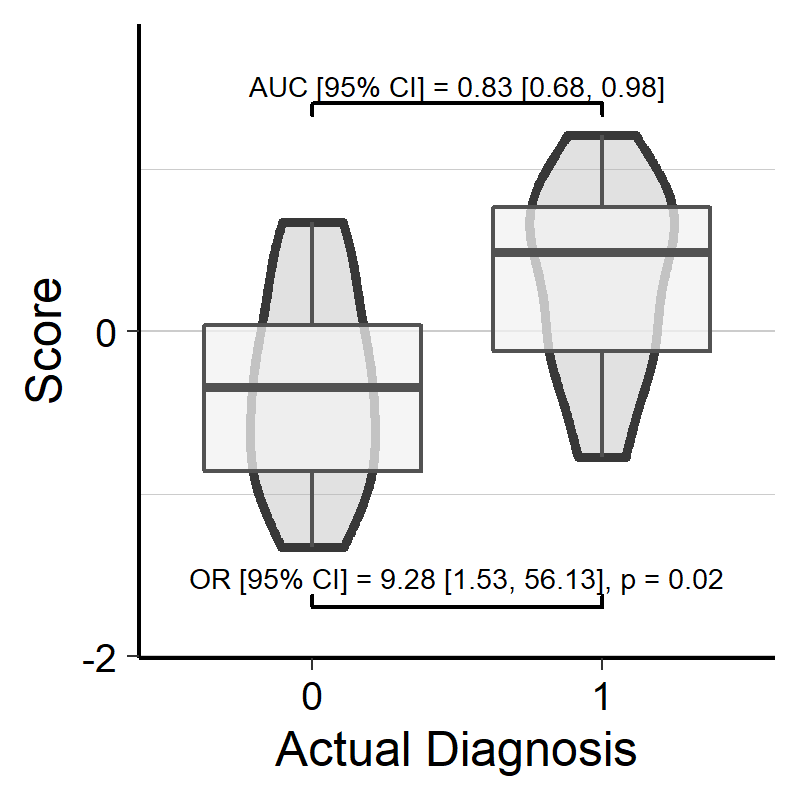 AUC [95% CI] = 0.83 [0.68, 0.98]
Score
0
OR [95% CI] = 9.28 [1.53, 56.13], p = 0.02
-2
0 1
Actual Diagnosis